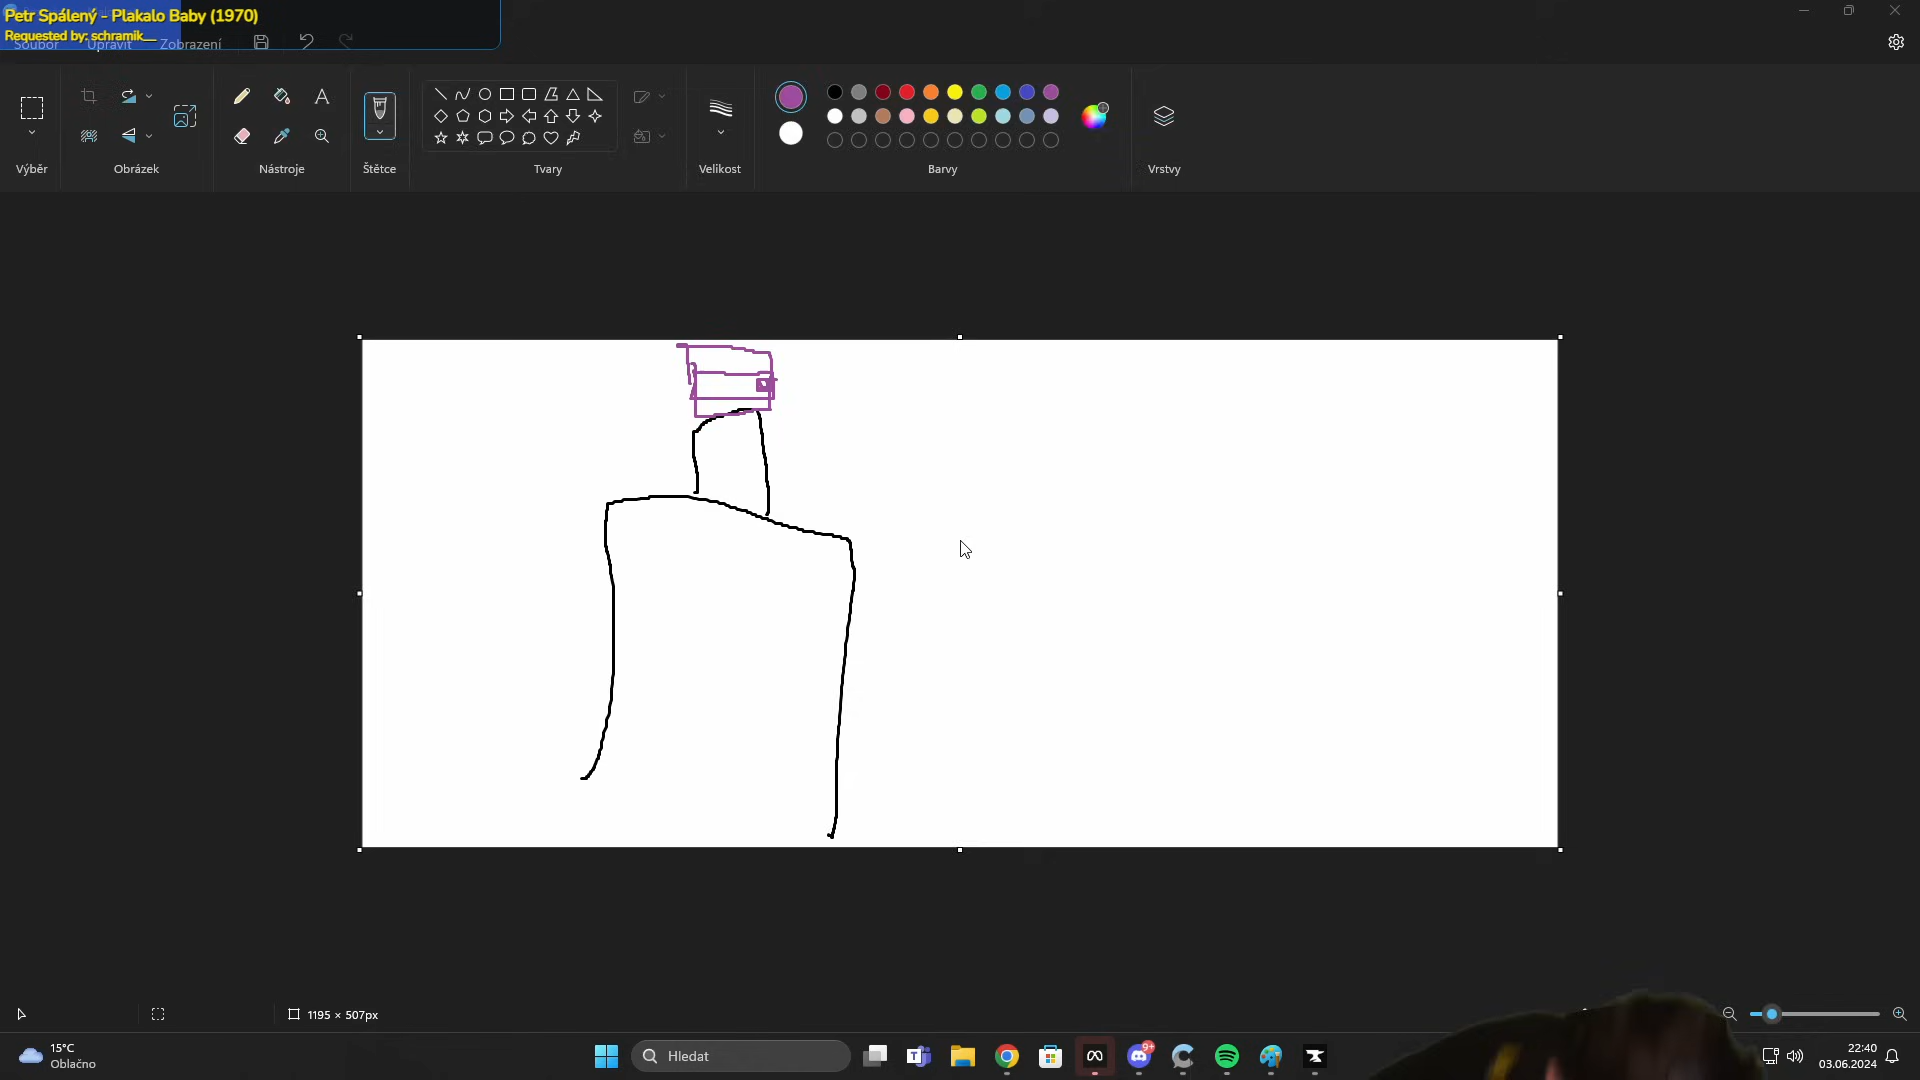 Petr Spálený - Plakalo Baby (1970)
Requested by: schramik__
Soubor Upravit Zobrazení
Výběr Obrázek Nástroje Štětce Tvary Velikost Barvy Vrstvy
1195 × 507px
15°C
Oblačno
Hledat
9+
22:40
03.06.2024